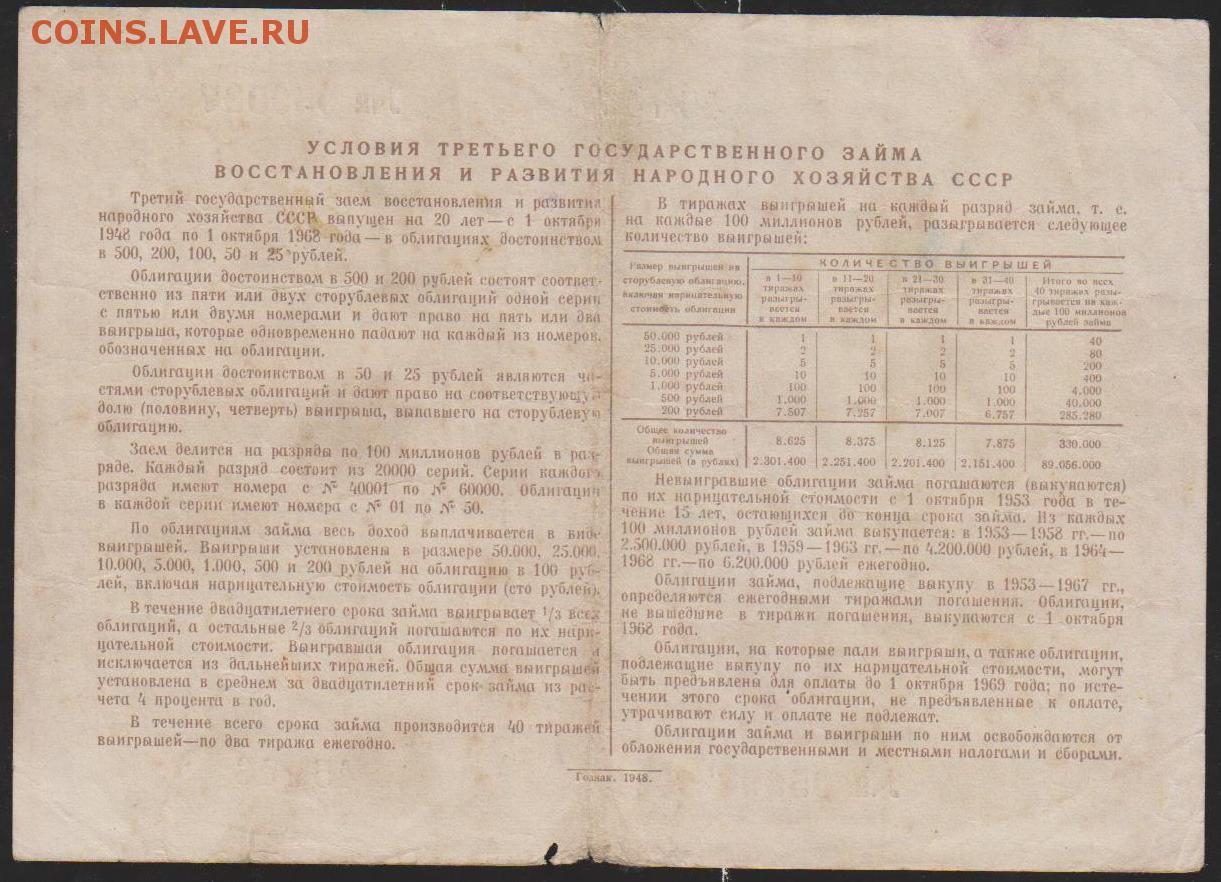 COINS.LAVE.RU
УСЛОВИЯ ТРЕТЬЕГО ГОСУДАРСТВЕННОГО ЗАЙМА
ВОССТАНОВЛЕНИЯ И РАЗВИТИЯ НАРОДНОГО ХОЗЯЙСТВА СССР
Третий государственный заем восстановления и развития
народного хозяйства СССР выпущен на 20 лет — с 1 октября
1948 года по 1 октября 1968 года — в облигациях достоинством
в 500, 200, 100, 50 и 25 рублей.
Облигации достоинством в 500 и 200 рублей состоят соответ-
ственно из пяти или двух сторублевых облигаций одной серии
с пятью или двумя номерами и дают право на пять или два
выигрыша, которые одновременно падают на каждый из номеров,
обозначенных на облигации.
Облигации достоинством в 50 и 25 рублей являются ча-
стями сторублевых облигаций и дают право на соответствующую
долю (половину, четверть) выигрыша, выпавшего на сторублевую
облигацию.
Заем делится на разряды по 100 миллионов рублей в раз-
ряде. Каждый разряд состоит из 20000 серий. Серии каждого
разряда имеют номера с № 40001 по № 60000. Облигации
в каждой серии имеют номера с № 01 по № 50.
По облигациям займа весь доход выплачивается в виде
выигрышей. Выигрыши установлены в размере 50.000, 25.000,
10.000, 5.000, 1.000, 500 и 200 рублей на облигацию в 100 руб-
лей, включая нарицательную стоимость облигации (сто рублей).
В течение двадцатилетнего срока займа выигрывает 1/3 всех
облигаций, а остальные 2/3 облигаций погашаются по их нари-
цательной стоимости. Выигравшая облигация погашается и
исключается из дальнейших тиражей. Общая сумма выигрышей
установлена в среднем за двадцатилетний срок займа из рас-
чета 4 процента в год.
В течение всего срока займа производится 40 тиражей
выигрышей—по два тиража ежегодно.
В тиражах выигрышей на каждый разряд займа, т. е.
на каждые 100 миллионов рублей, разыгрывается следующее
количество выигрышей:
Размер выигрышей на
сторублевую облигацию,
включая нарицательную
стоимость облигации
КОЛИЧЕСТВО ВЫИГРЫШЕЙ
в 1—10
тиражах
разыгры-
вается
в каждом
в 11—20
тиражах
разыгры-
вается
в каждом
в 21—30
тиражах
разыгры-
вается
в каждом
в 31—40
тиражах
разыгры-
вается
в каждом
Итого во всех
40 тиражах разы-
грывается на каж-
дые 100 миллионов
рублей займа
50.000 рублей 1 1 1 1 40
25.000 рублей 2 2 2 2 80
10.000 рублей 5 5 5 5 200
5.000 рублей 10 10 10 10 400
1.000 рублей 100 100 100 100 4.000
500 рублей 1.000 1.000 1.000 1.000 40.000
200 рублей 7.507 7.257 7.007 6.757 285.280
Общее количество
выигрышей 8.625 8.375 8.125 7.875 330.000
Общая сумма
выигрышей (в рублях) 2.301.400 2.251.400 2.201.400 2.151.400 89.056.000
Невыигравшие облигации займа погашаются (выкупаются)
по их нарицательной стоимости с 1 октября 1953 года в те-
чение 15 лет, остающихся до конца срока займа. Из каждых
100 миллионов рублей займа выкупается: в 1953—1958 гг.—по
2.500.000 рублей, в 1959—1963 гг.—по 4.200.000 рублей, в 1964—
1968 гг.—по 6.200.000 рублей ежегодно.
Облигации займа, подлежащие выкупу в 1953—1967 гг.,
определяются ежегодными тиражами погашения. Облигации,
не вышедшие в тиражи погашения, выкупаются с 1 октября
1968 года.
Облигации, на которые пали выигрыши, а также облигации,
подлежащие выкупу по их нарицательной стоимости, могут
быть предъявлены для оплаты до 1 октября 1969 года; по исте-
чении этого срока облигации, не предъявленные к оплате,
утрачивают силу и оплате не подлежат.
Облигации займа и выигрыши по ним освобождаются от
обложения государственными и местными налогами и сборами.
Гознак. 1948.